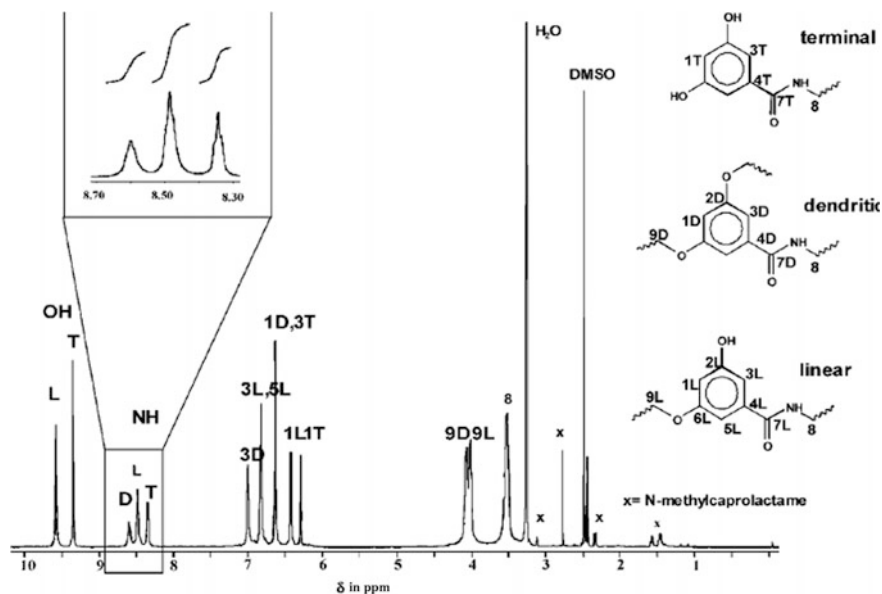 8.70 8.50 8.30
H₂O
DMSO
OH
L
T
NH
D
L
T
3D
3L,5L
1D,3T
1L1T
9D9L
8
x
x
x
x
x= N-methylcaprolactame
10 9 8 7 6 5 4 3 2 1
δ in ppm
OH
1T
3T
HO
4T
7T
NH
8
O
terminal
O
2D
1D
3D
9D
O
4D
7D
NH
8
O
dendritic
OH
2L
1L
3L
9L
O
6L
5L
4L
7L
NH
8
O
linear